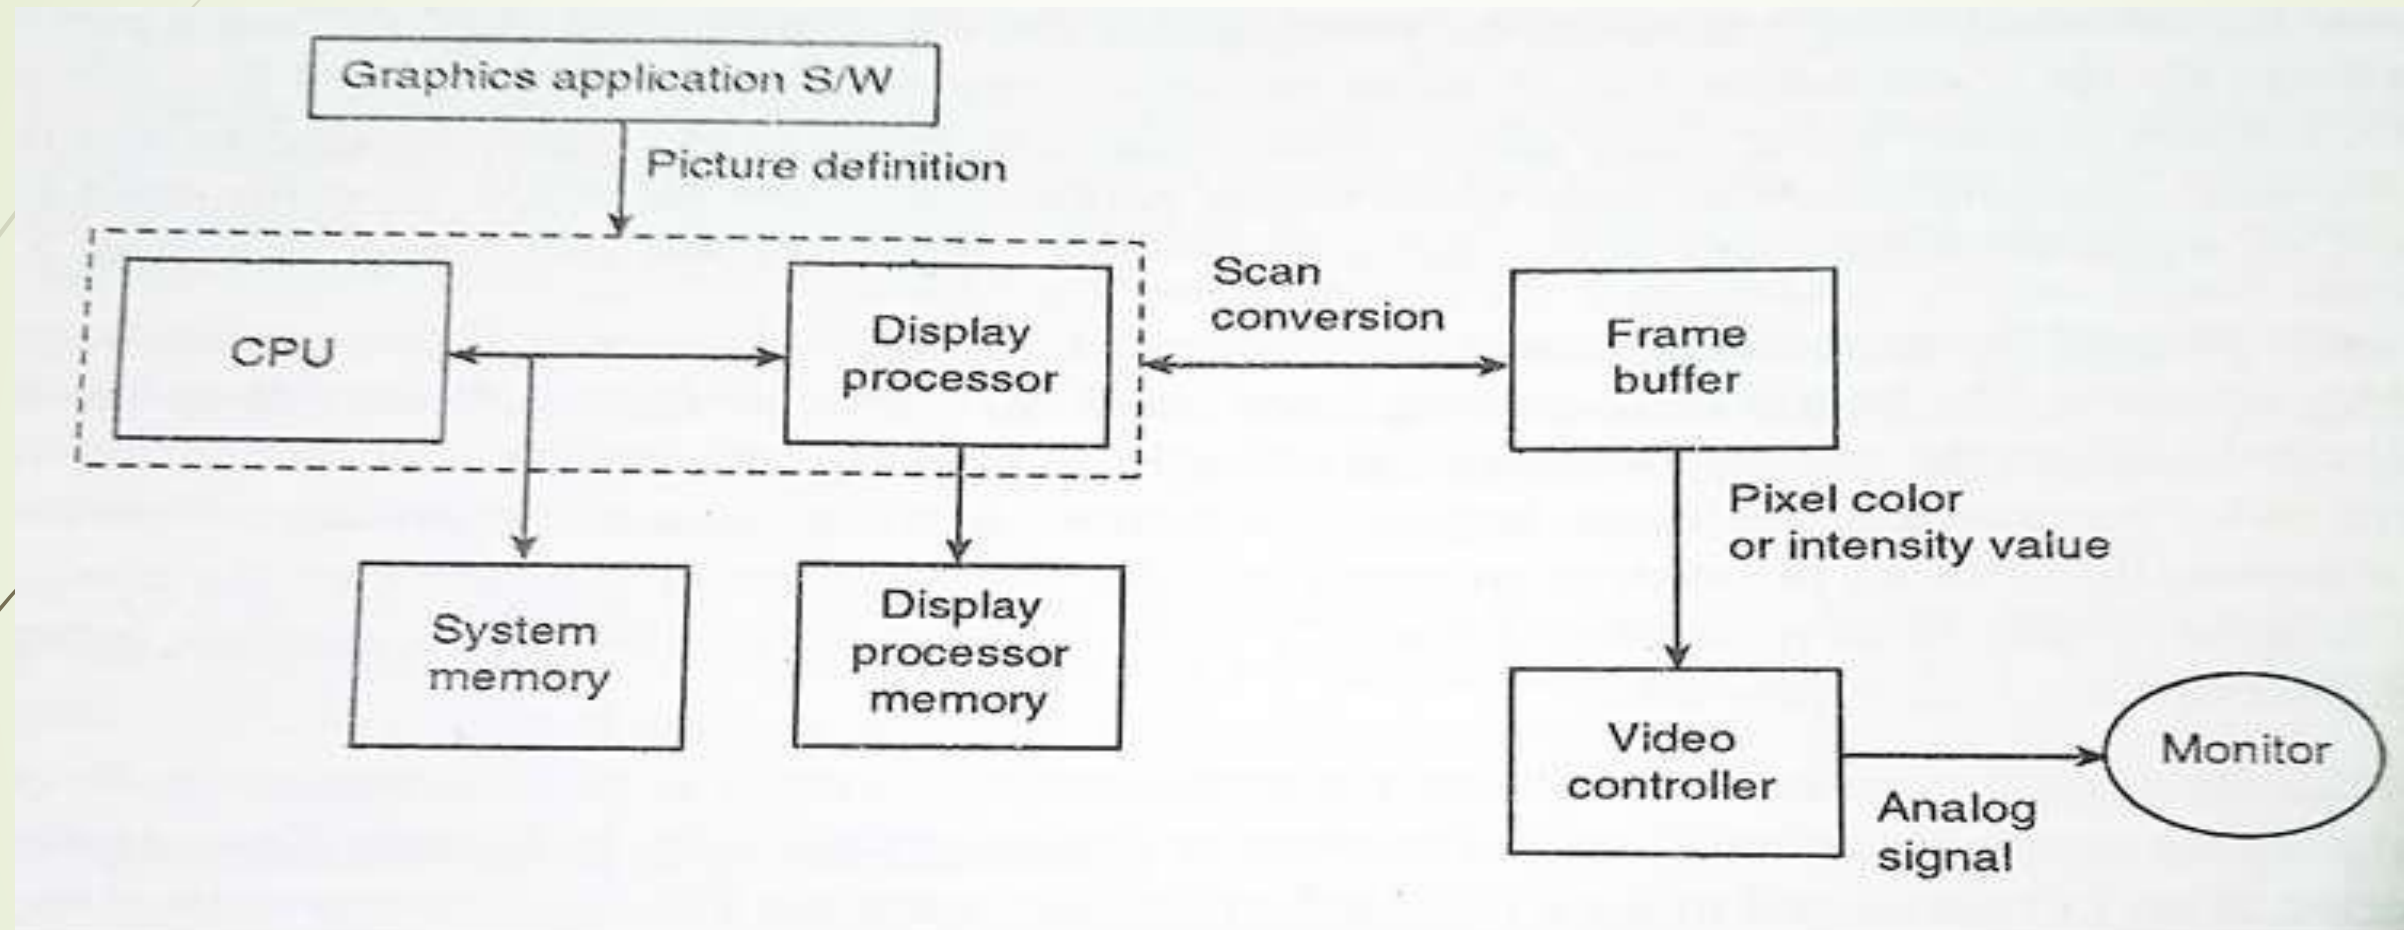 Graphics application S/W
Picture definition
CPU
Display
processor
Scan
conversion
Frame
buffer
System
memory
Display
processor
memory
Pixel color
or intensity value
Video
controller
Monitor
Analog
signal